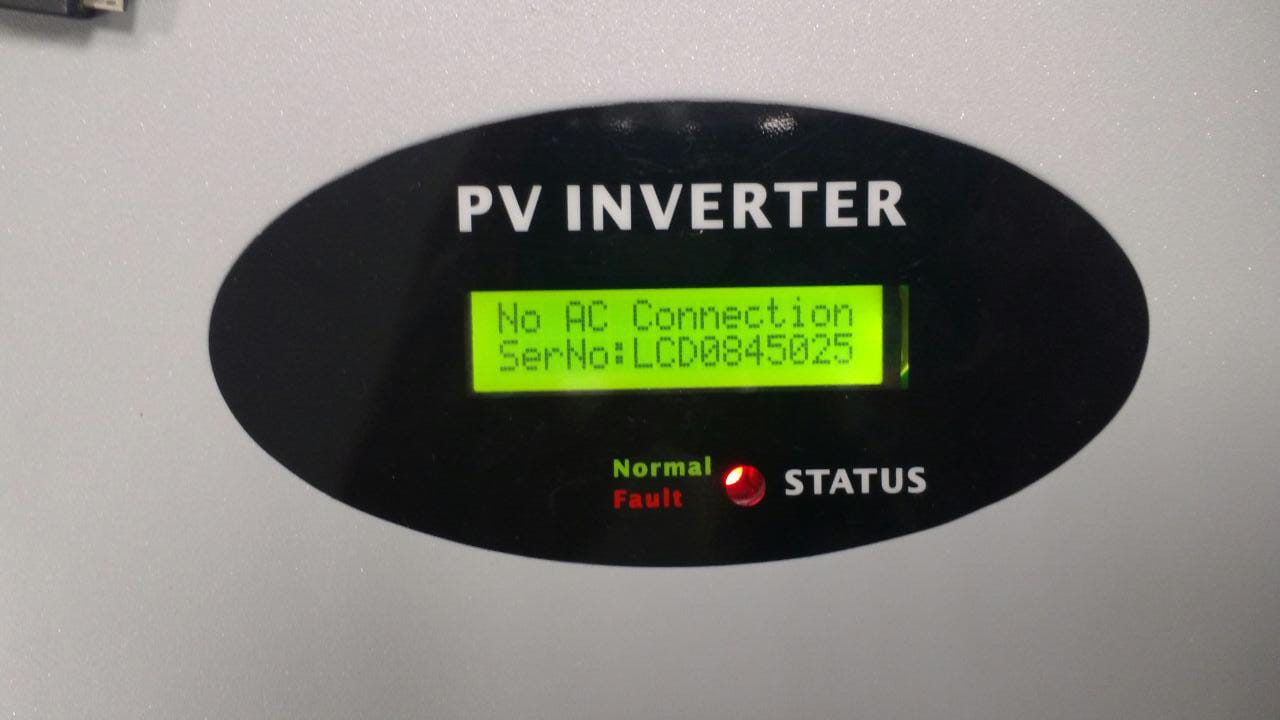 PV INVERTER
No AC Connection
SerNo:LCD0845025
Normal
Fault
STATUS